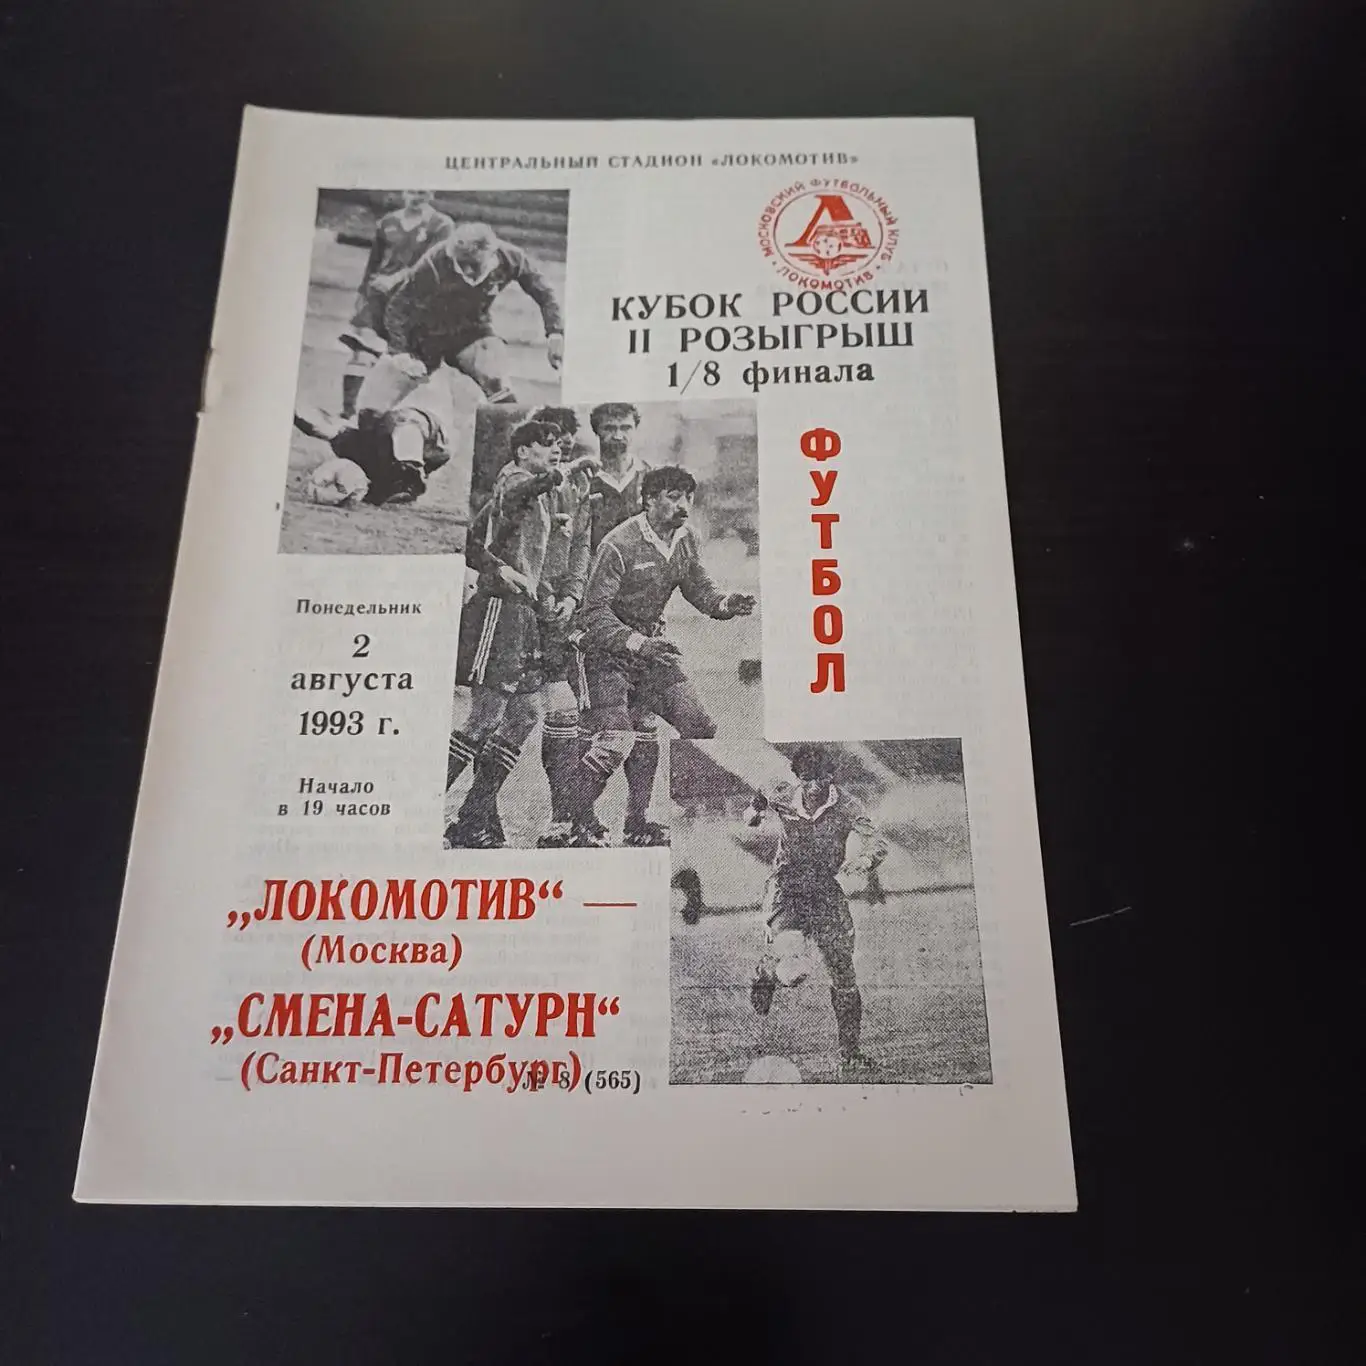 ЦЕНТРАЛЬНЫЙ СТАДИОН «ЛОКОМОТИВ»
МОСКОВСКИЙ ФУТБОЛЬНЫЙ КЛУБ
• ЛОКОМОТИВ •
КУБОК РОССИИ
II РОЗЫГРЫШ
1/8 финала
ФУТБОЛ
Понедельник
2
августа
1993 г.
Начало
в 19 часов
„ЛОКОМОТИВ“ —
(Москва)
„СМЕНА-САТУРН“
(Санкт-Петербург)
№ 8 (565)